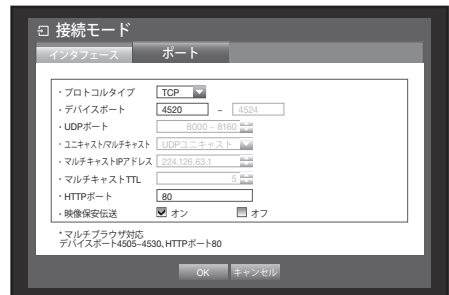 接続モード
インタフェース ポート
・プロトコルタイプ TCP
・デバイスポート 4520 ~ 4524
・UDPポート 8000 ~ 8160
・ユニキャスト/マルチキャスト UDPユニキャスト
・マルチキャストIPアドレス 224.126.63.1
・マルチキャストTTL 5
・HTTPポート 80
・映像保安伝送 オン オフ
*マルチブラウザ対応
デバイスポート4505~4530、HTTPポート80
OK キャンセル